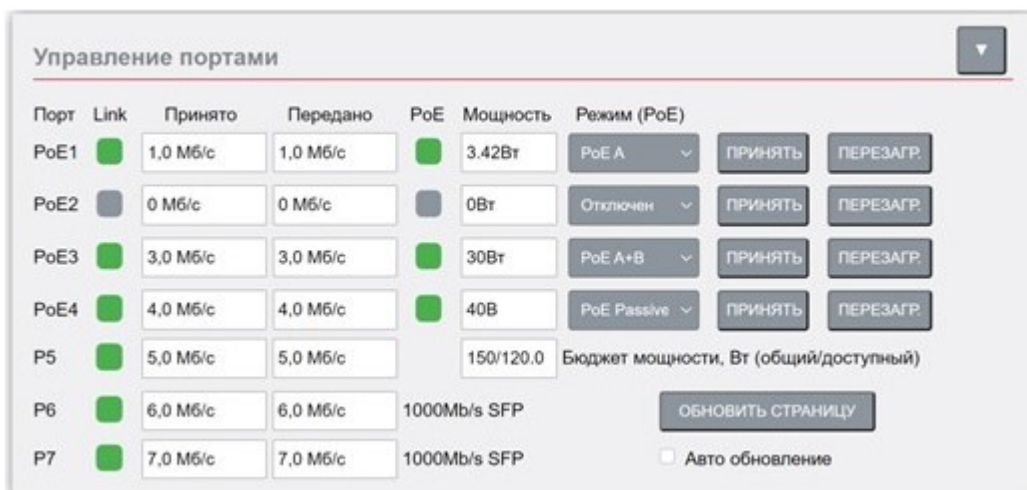 Управление портами
▼
Порт Link Принято Передано PoE Мощность Режим (PoE)
PoE1 1,0 Мб/с 1,0 Мб/с 3.42Вт PoE A ПРИНЯТЬ ПЕРЕЗАГР.
PoE2 0 Мб/с 0 Мб/с 0Вт Отключен ПРИНЯТЬ ПЕРЕЗАГР.
PoE3 3,0 Мб/с 3,0 Мб/с 30Вт PoE A+B ПРИНЯТЬ ПЕРЕЗАГР.
PoE4 4,0 Мб/с 4,0 Мб/с 40В PoE Passive ПРИНЯТЬ ПЕРЕЗАГР.
P5 5,0 Мб/с 5,0 Мб/с 150/120.0 Бюджет мощности, Вт (общий/доступный)
P6 6,0 Мб/с 6,0 Мб/с 1000Mb/s SFP ОБНОВИТЬ СТРАНИЦУ
P7 7,0 Мб/с 7,0 Мб/с 1000Mb/s SFP Авто обновление